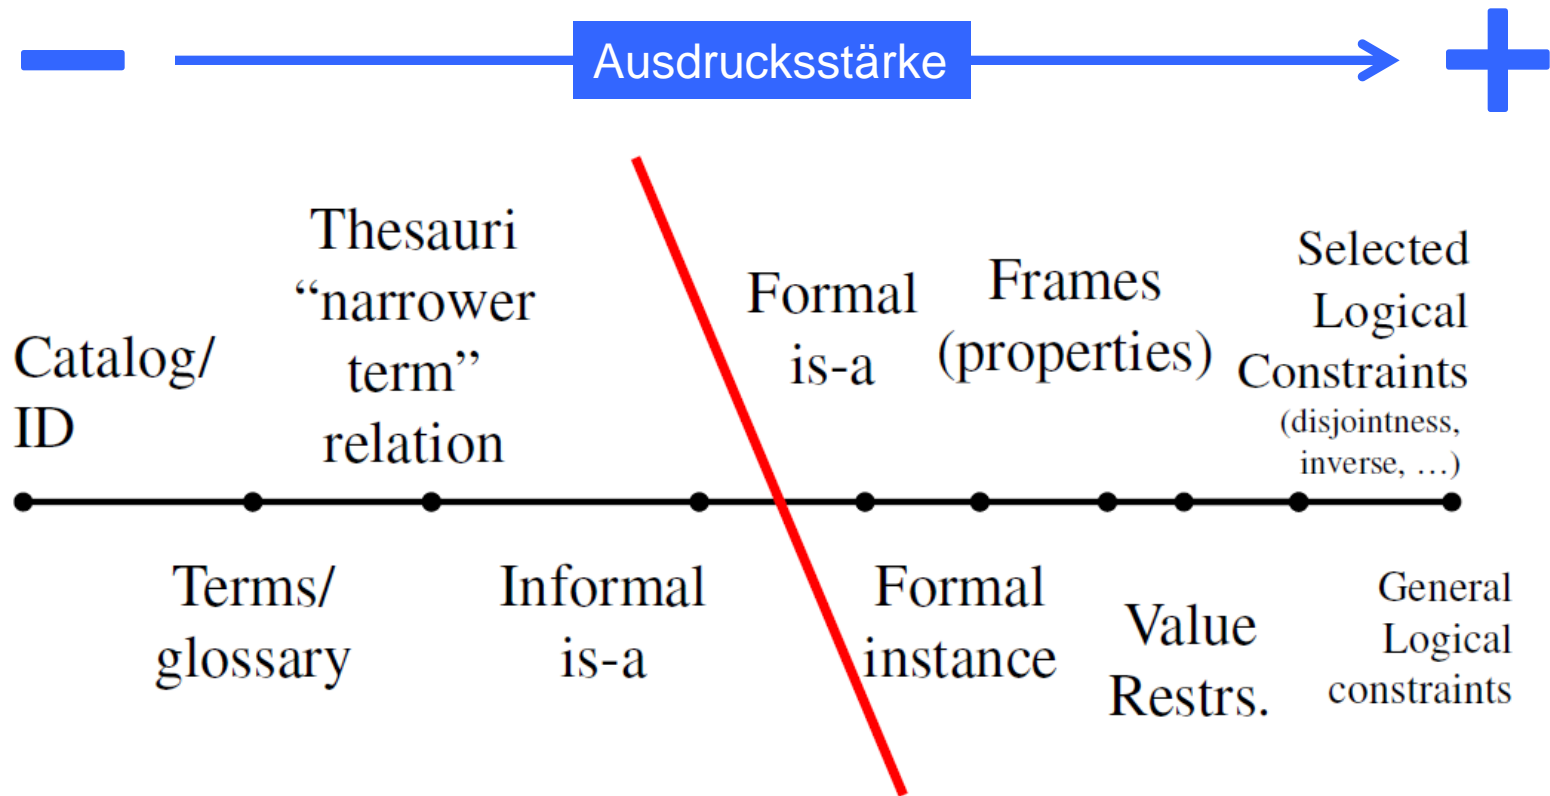 Ausdrucksstärke
Catalog/
ID
Terms/
glossary
Thesauri
“narrower
term”
relation
Informal
is-a
Formal
is-a
Formal
instance
Frames
(properties)
Value
Restrs.
Selected
Logical
Constraints
(disjointness,
inverse, …)
General
Logical
constraints